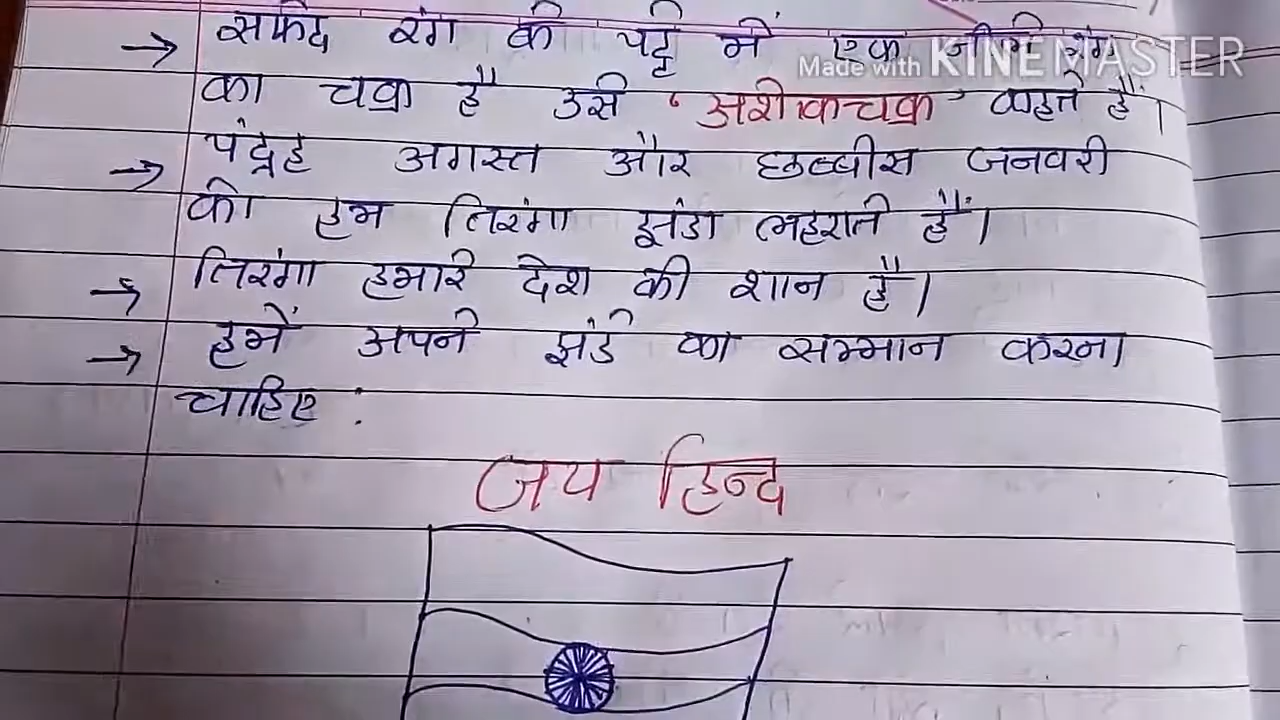 सफेद रंग की पट्टी में एक नीले रंग
Made with KINEMASTER
का चक्र है उसे 'अशोकचक्र' कहते हैं।
पंद्रह अगस्त और छब्बीस जनवरी
को हम तिरंगा झंडा लहराते हैं।
तिरंगा हमारे देश की शान है।
हमें अपने झंडे का सम्मान करना
चाहिए :
जय हिन्द